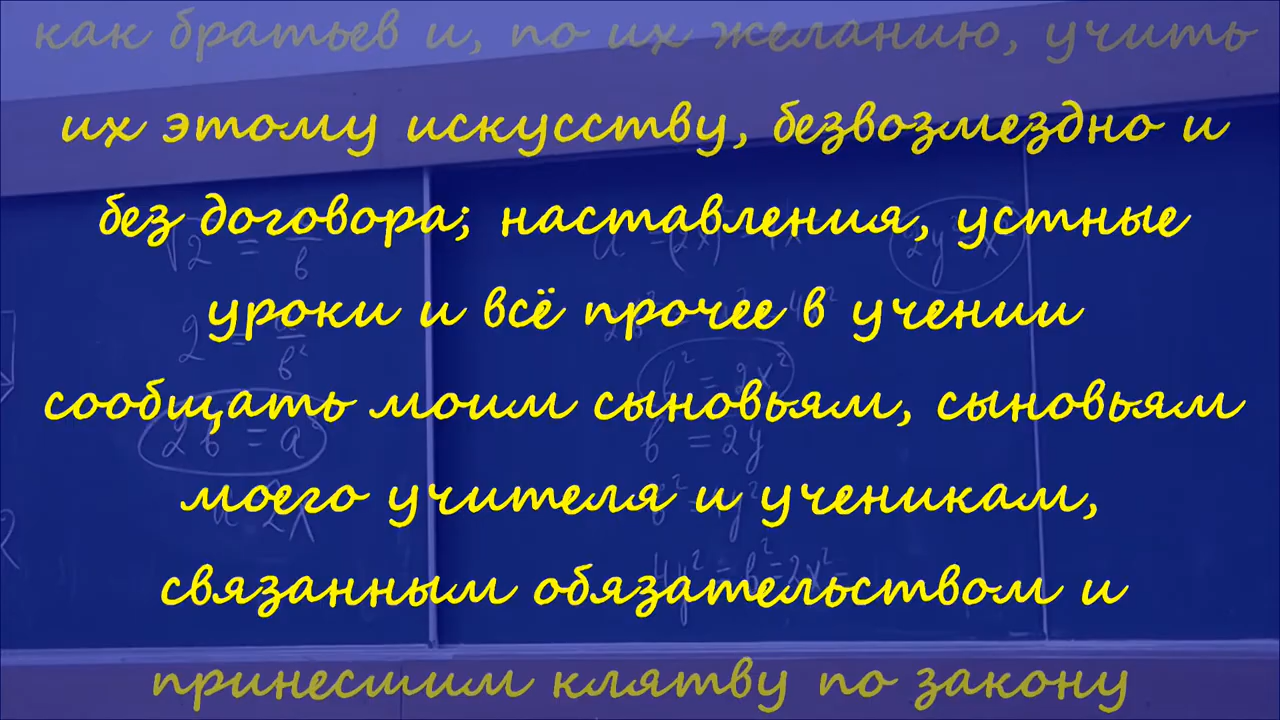 как братьев и, по их желанию, учить
их этому искусству, безвозмездно и
без договора; наставления, устные
уроки и всё прочее в учении
сообщать моим сыновьям, сыновьям
моего учителя и ученикам,
связанным обязательством и
принесшим клятву по закону